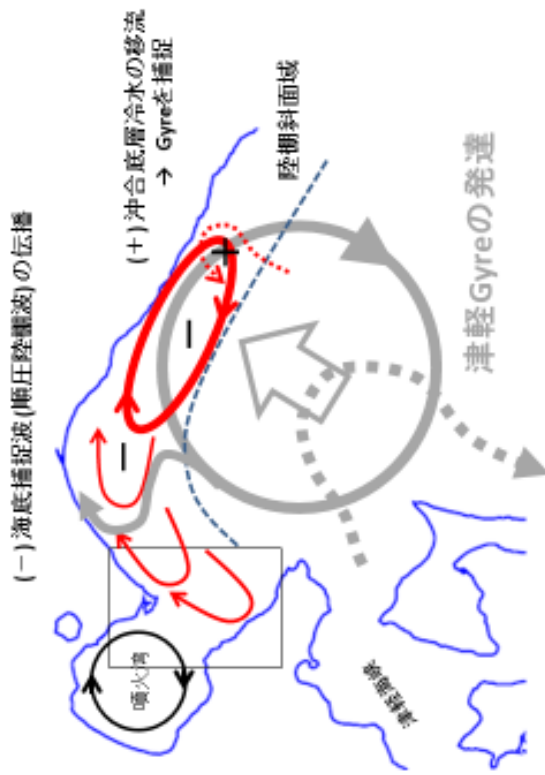 (－) 海底捕捉波(順圧陸棚波) の伝播
(＋) 沖合底層冷水の移流
→ Gyreを捕捉
陸棚斜面域
＋
－
－
津軽Gyreの発達
噴火湾
津軽海峡